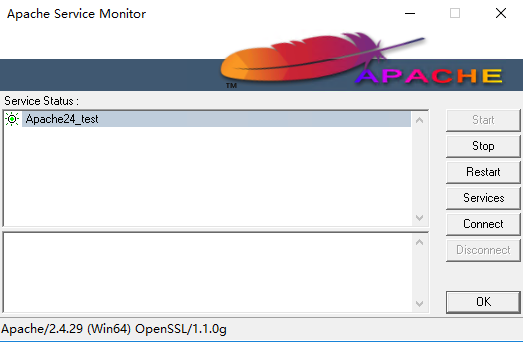 Apache Service Monitor
™
APACHE
Service Status :
Apache24_test
Start
Stop
Restart
Services
Connect
Disconnect
OK
Apache/2.4.29 (Win64) OpenSSL/1.1.0g